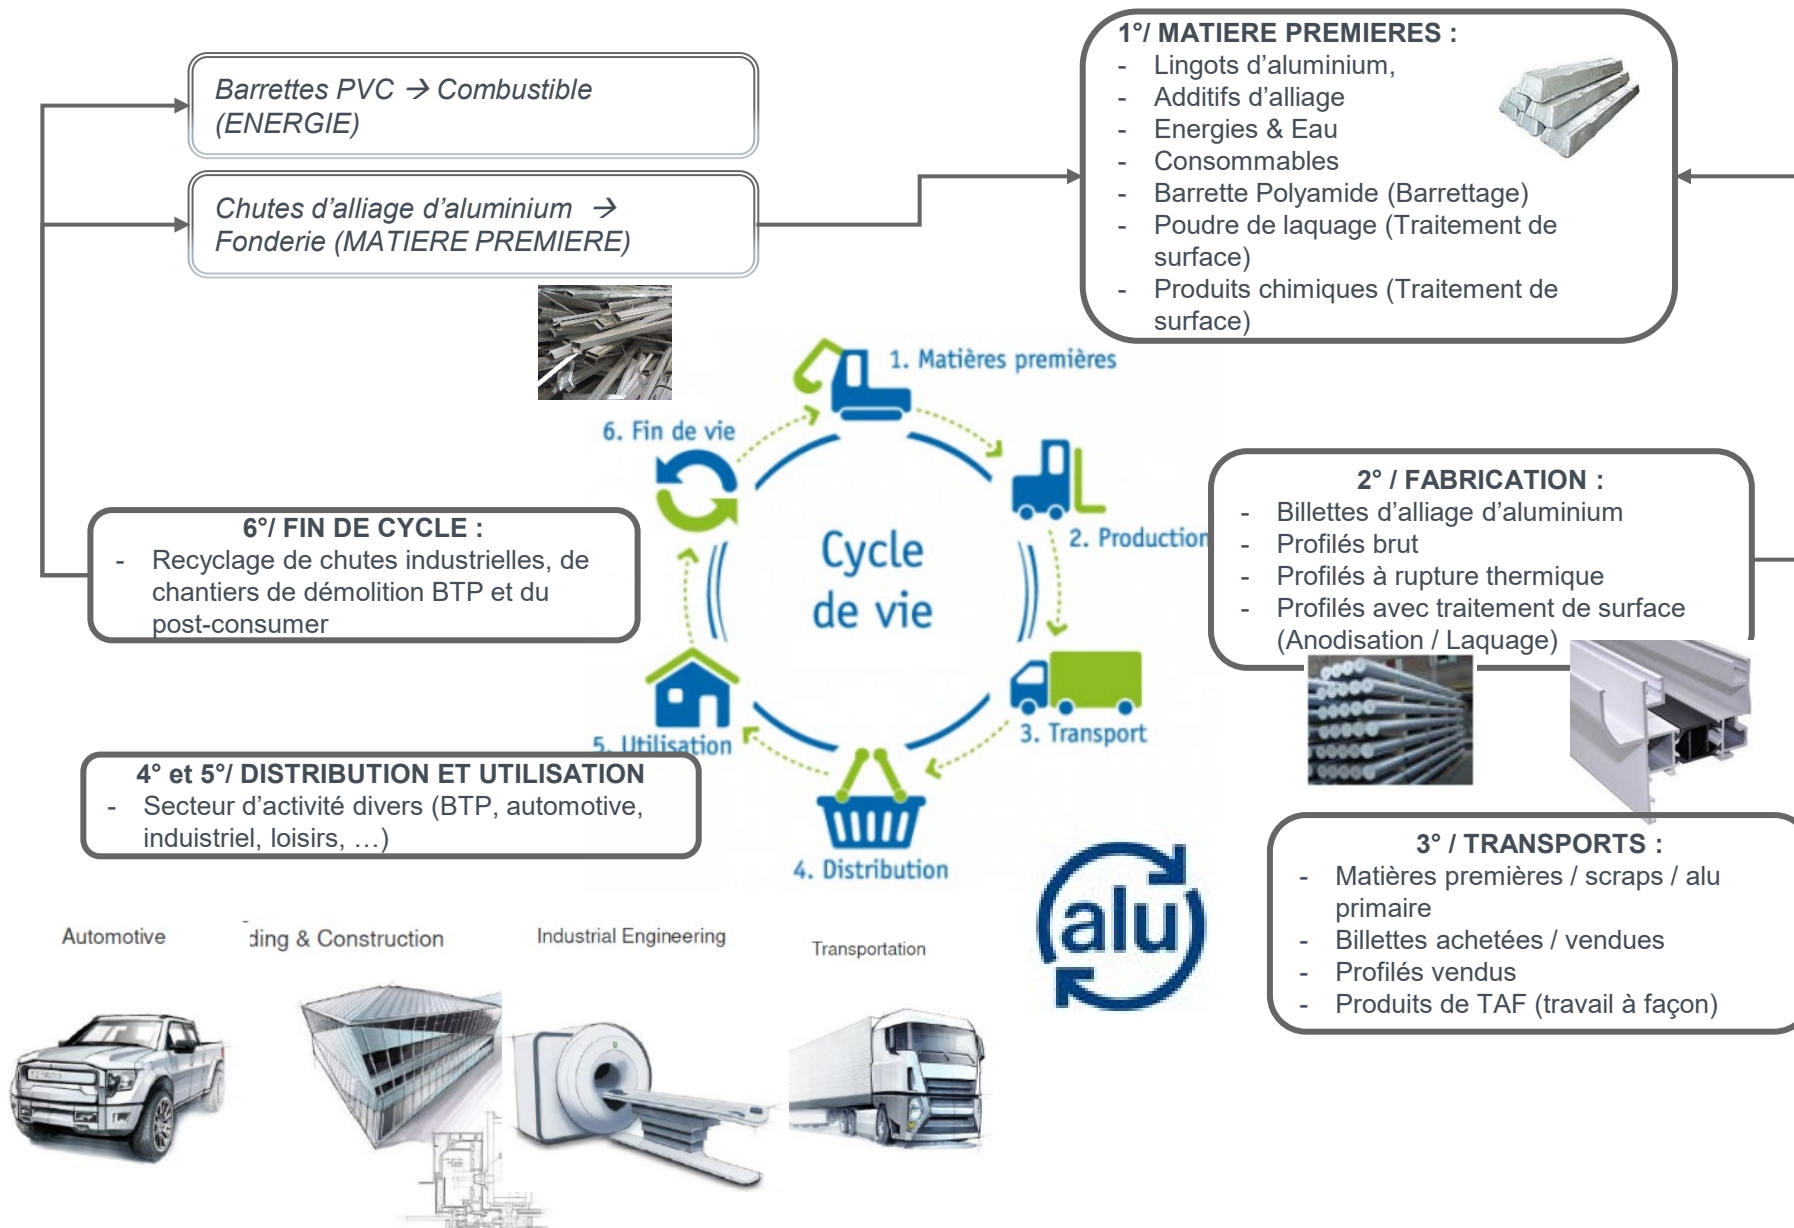 1°/ MATIERE PREMIERES :
- Lingots d’aluminium,
- Additifs d’alliage
- Energies & Eau
- Consommables
- Barrette Polyamide (Barrettage)
- Poudre de laquage (Traitement de
surface)
- Produits chimiques (Traitement de
surface)
Barrettes PVC → Combustible
(ENERGIE)
Chutes d’alliage d’aluminium →
Fonderie (MATIERE PREMIERE)
1. Matières premières
6. Fin de vie
2. Production
Cycle
de vie
3. Transport
5. Utilisation
4. Distribution
2° / FABRICATION :
- Billettes d’alliage d’aluminium
- Profilés brut
- Profilés à rupture thermique
- Profilés avec traitement de surface
(Anodisation / Laquage)
6°/ FIN DE CYCLE :
- Recyclage de chutes industrielles, de
chantiers de démolition BTP et du
post-consumer
4° et 5°/ DISTRIBUTION ET UTILISATION
- Secteur d’activité divers (BTP, automotive,
induistriel, loisirs, …)
3° / TRANSPORTS :
- Matières premières / scraps / alu
primaire
- Billettes achetées / vendues
- Profilés vendus
- Produits de TAF (travail à façon)
alu
Automotive
ding & Construction
Industrial Engineering
Transportation